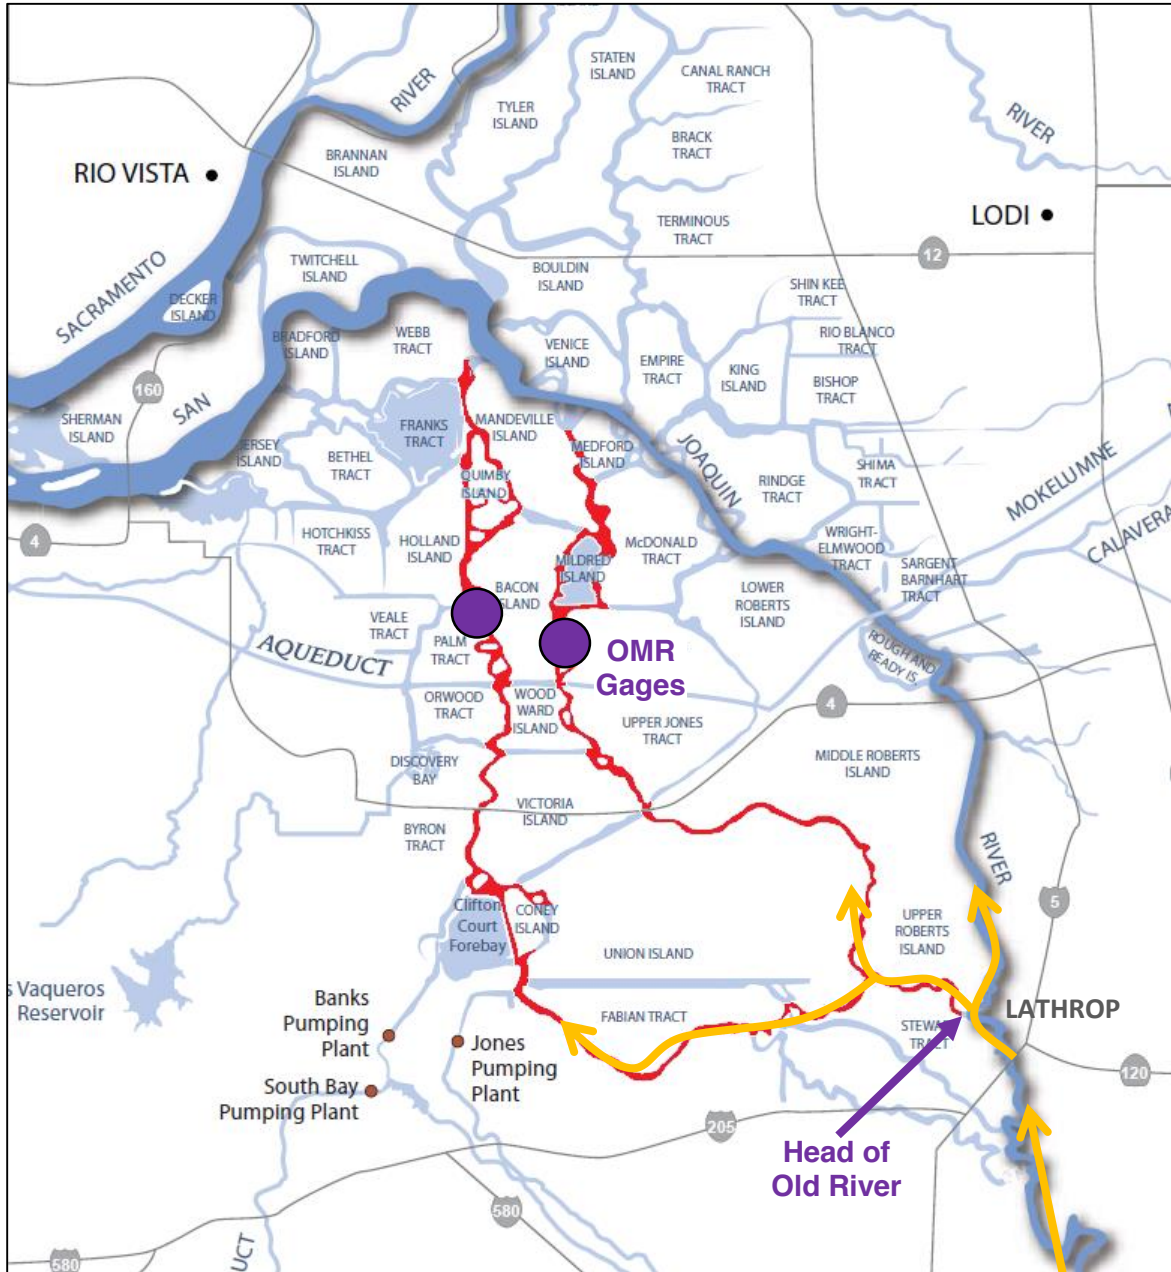 STATEN
ISLAND
CANAL RANCH
TRACT
RIVER
TYLER
ISLAND
RIVER
BRACK
TRACT
BRANNAN
ISLAND
RIO VISTA
LODI
TERMINOUS
TRACT
12
SACRAMENTO
TWITCHELL
ISLAND
BOULDIN
ISLAND
SHIN KEE
TRACT
DECKER
ISLAND
BRADFORD
ISLAND
WEBB
TRACT
VENICE
ISLAND
EMPIRE
TRACT
RIO BLANCO
TRACT
KING
ISLAND
BISHOP
TRACT
160
SAN
SHERMAN
ISLAND
FRANKS
TRACT
MANDEVILLE
ISLAND
MEDFORD
ISLAND
JOAQUIN
JERSEY
ISLAND
BETHEL
TRACT
QUIMBY
ISLAND
RINDGE
TRACT
SHIMA
TRACT
MOKELUMNE
4
HOTCHKISS
TRACT
HOLLAND
ISLAND
McDONALD
TRACT
WRIGHT-
ELMWOOD
TRACT
CALAVERA
MILDRED
ISLAND
SARGENT
BARNHART
TRACT
BACON
ISLAND
LOWER
ROBERTS
ISLAND
VEALE
TRACT
AQUEDUCT
PALM
TRACT
OMR
Gages
ROUGH AND
READY IS.
ORWOOD
TRACT
WOOD
WARD
ISLAND
UPPER JONES
TRACT
4
DISCOVERY
BAY
MIDDLE ROBERTS
ISLAND
VICTORIA
ISLAND
BYRON
TRACT
RIVER
5
Clifton
Court
Forebay
CONEY
ISLAND
UPPER
ROBERTS
ISLAND
UNION ISLAND
s Vaqueros
Reservoir
Banks
Pumping
Plant
FABIAN TRACT
LATHROP
STEWA
TRACT
Jones
Pumping
Plant
South Bay
Pumping Plant
120
205
Head of
Old River
580
UCT
580